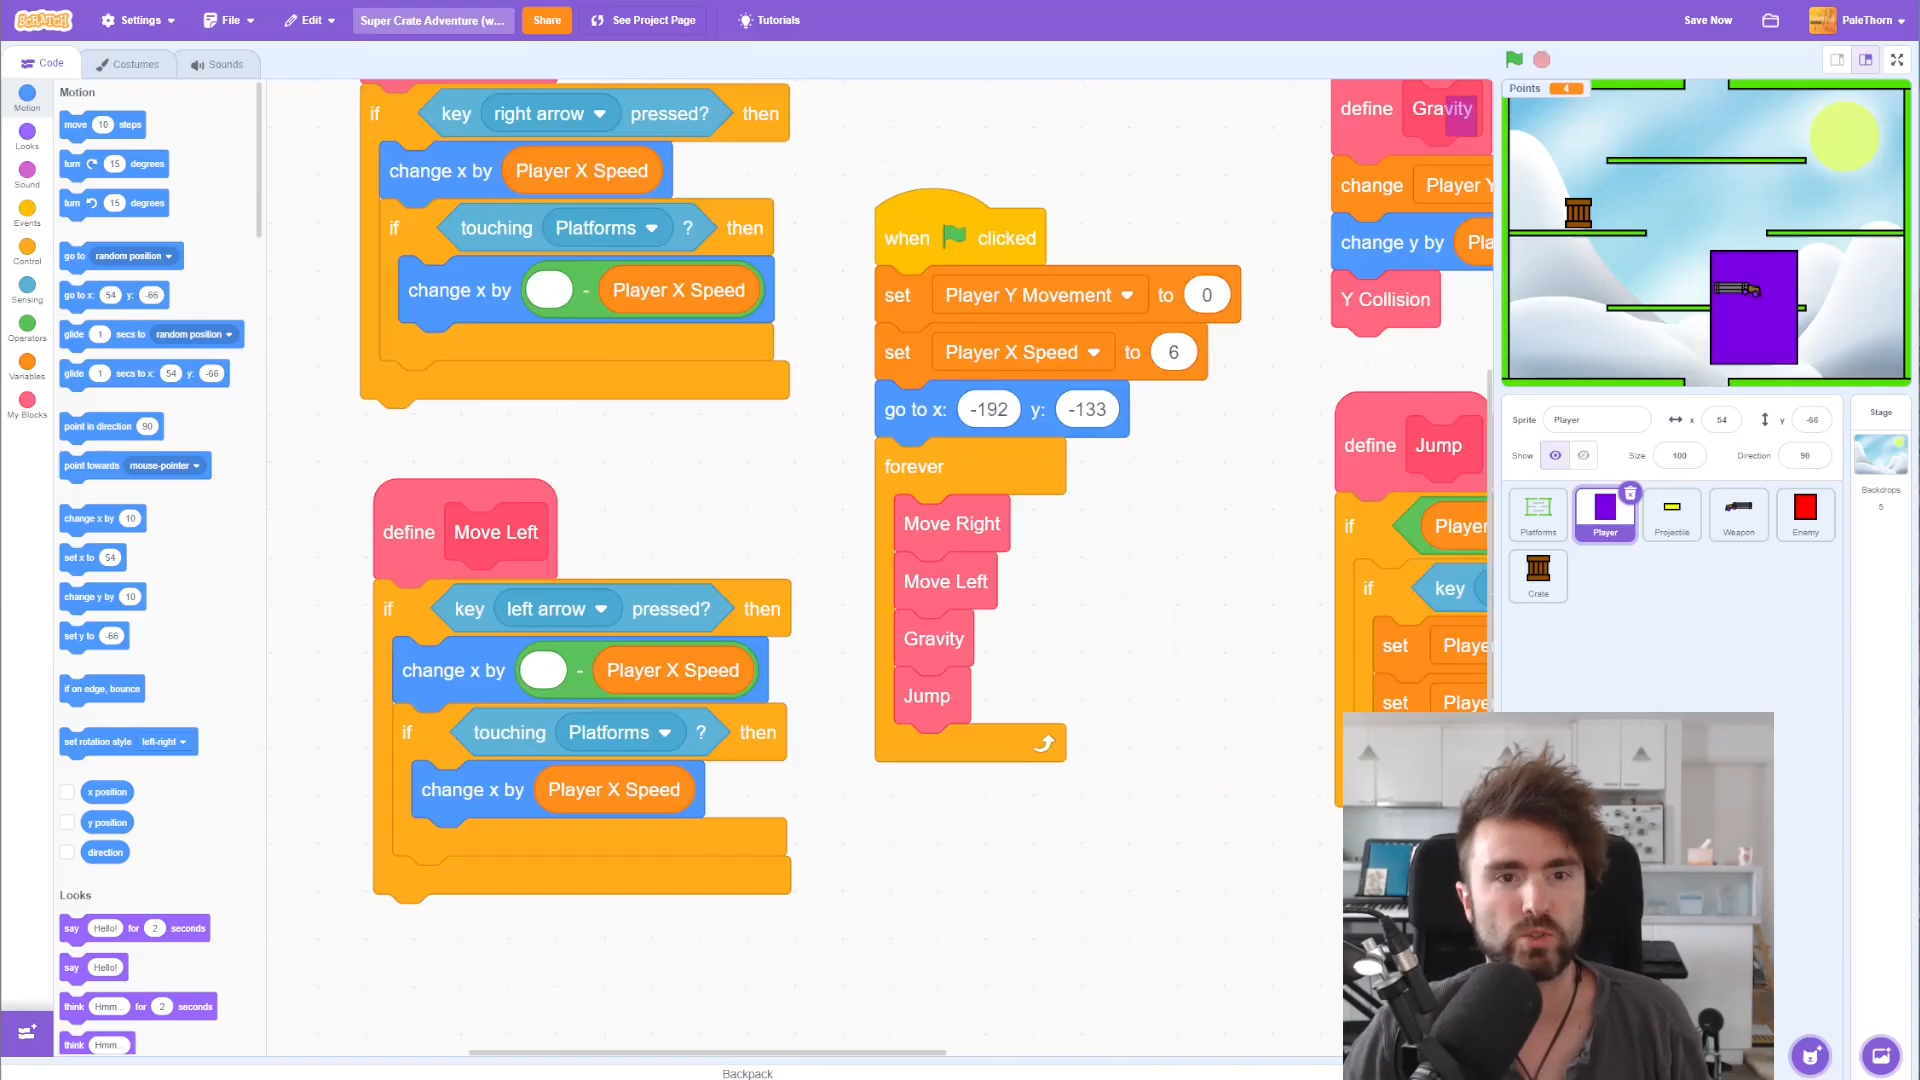 SCRATCH
Settings
File
Edit
Super Crate Adventure (w...
Share
See Project Page
Tutorials
Save Now
PaleThorn
Code
Costumes
Sounds
Motion
Looks
Sound
Events
Control
Sensing
Operators
Variables
My Blocks
Motion
move 10 steps
turn 15 degrees
turn 15 degrees
go to random position
go to x: 54 y: -66
glide 1 secs to random position
glide 1 secs to x: 54 y: -66
point in direction 90
point towards mouse-pointer
change x by 10
set x to 54
change y by 10
set y to -66
if on edge, bounce
set rotation style left-right
x position
y position
direction
Looks
say Hello! for 2 seconds
say Hello!
think Hmm... for 2 seconds
think Hmm...
if key right arrow pressed? then
change x by Player X Speed
if touching Platforms ? then
change x by - Player X Speed
define Move Left
if key left arrow pressed? then
change x by - Player X Speed
if touching Platforms ? then
change x by Player X Speed
when clicked
set Player Y Movement to 0
set Player X Speed to 6
go to x: -192 y: -133
forever
Move Right
Move Left
Gravity
Jump
define Gravity
change Player Y
change y by Pla
Y Collision
define Jump
if Player
if key
set Playe
set Playe
Points 4
Sprite Player x 54 y -66
Show Size 100 Direction 90
Platforms
Player
Projectile
Weapon
Enemy
Crate
Stage
Backdrops
5
Backpack